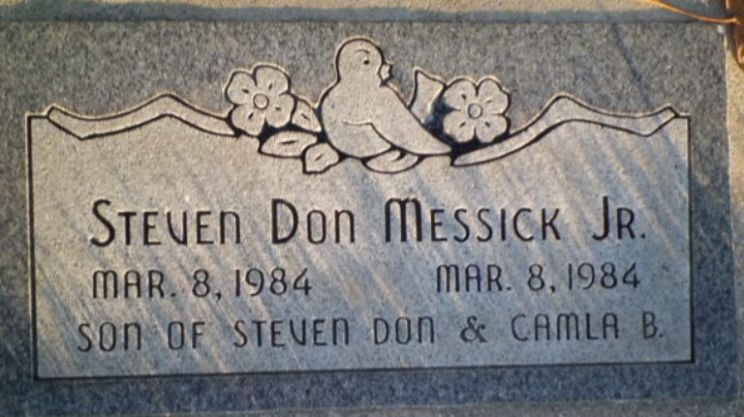 Steven Don Messick Jr.
MAR. 8, 1984 MAR. 8, 1984
SON OF STEVEN DON & CAMLA B.